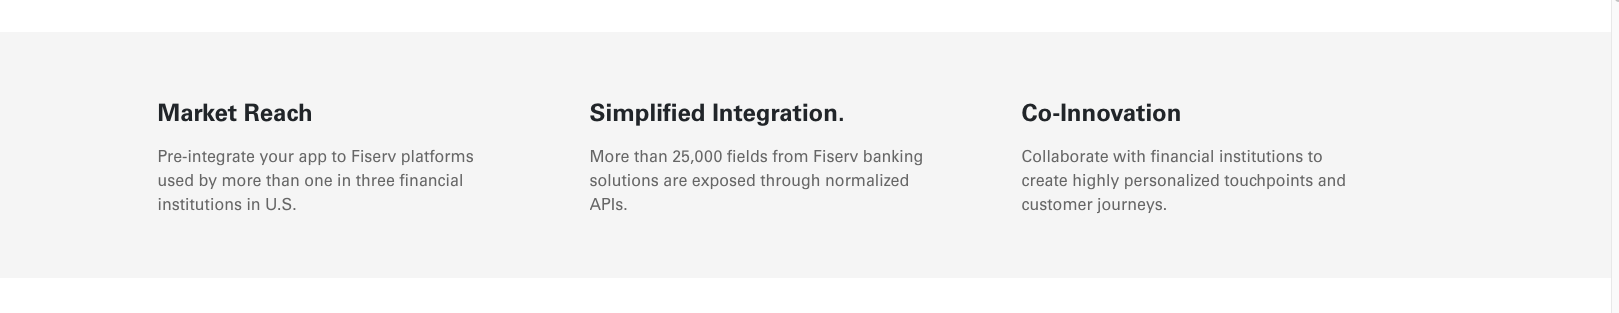 Market Reach
Pre-integrate your app to Fiserv platforms
used by more than one in three financial
institutions in U.S.
Simplified Integration.
More than 25,000 fields from Fiserv banking
solutions are exposed through normalized
APIs.
Co-Innovation
Collaborate with financial institutions to
create highly personalized touchpoints and
customer journeys.